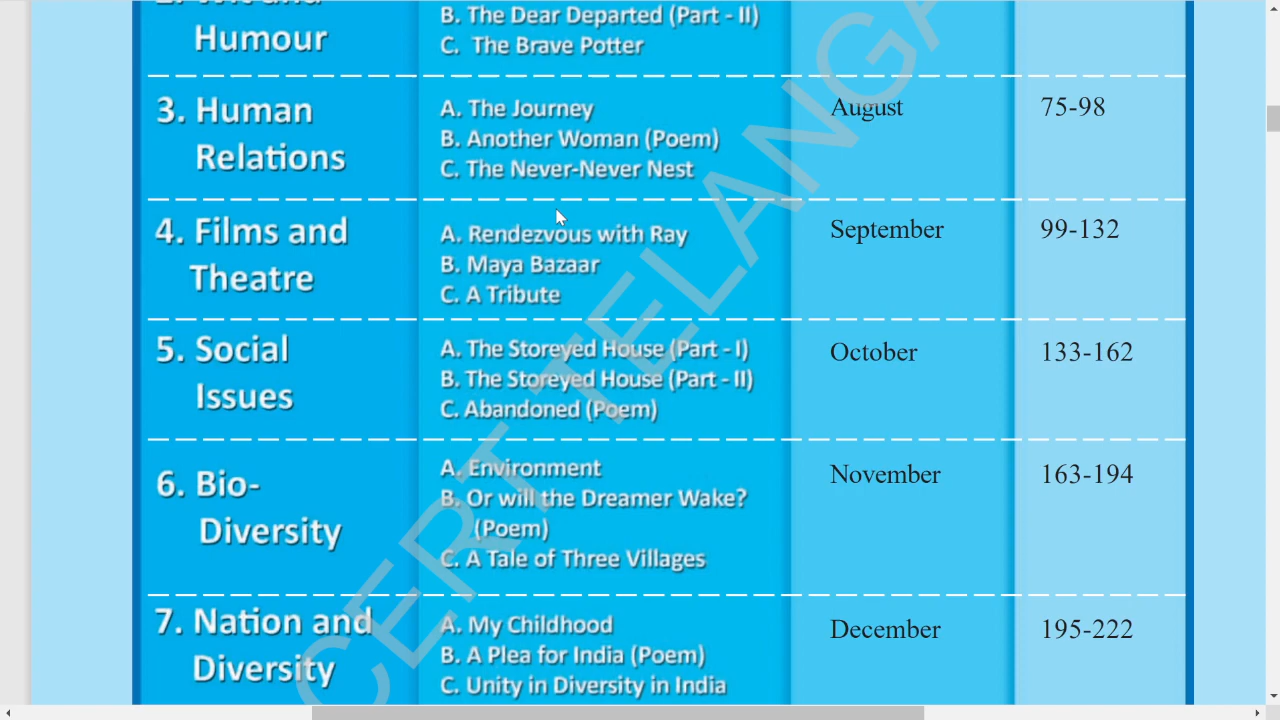 Humour
B. The Dear Departed (Part - II)
C. The Brave Potter
3. Human
Relations
A. The Journey
B. Another Woman (Poem)
C. The Never-Never Nest
August
75-98
4. Films and
Theatre
A. Rendezvous with Ray
B. Maya Bazaar
C. A Tribute
September
99-132
5. Social
Issues
A. The Storeyed House (Part - I)
B. The Storeyed House (Part - II)
C. Abandoned (Poem)
October
133-162
6. Bio-
Diversity
A. Environment
B. Or will the Dreamer Wake?
(Poem)
C. A Tale of Three Villages
November
163-194
7. Nation and
Diversity
A. My Childhood
B. A Plea for India (Poem)
C. Unity in Diversity in India
December
195-222
CERT TELANGA